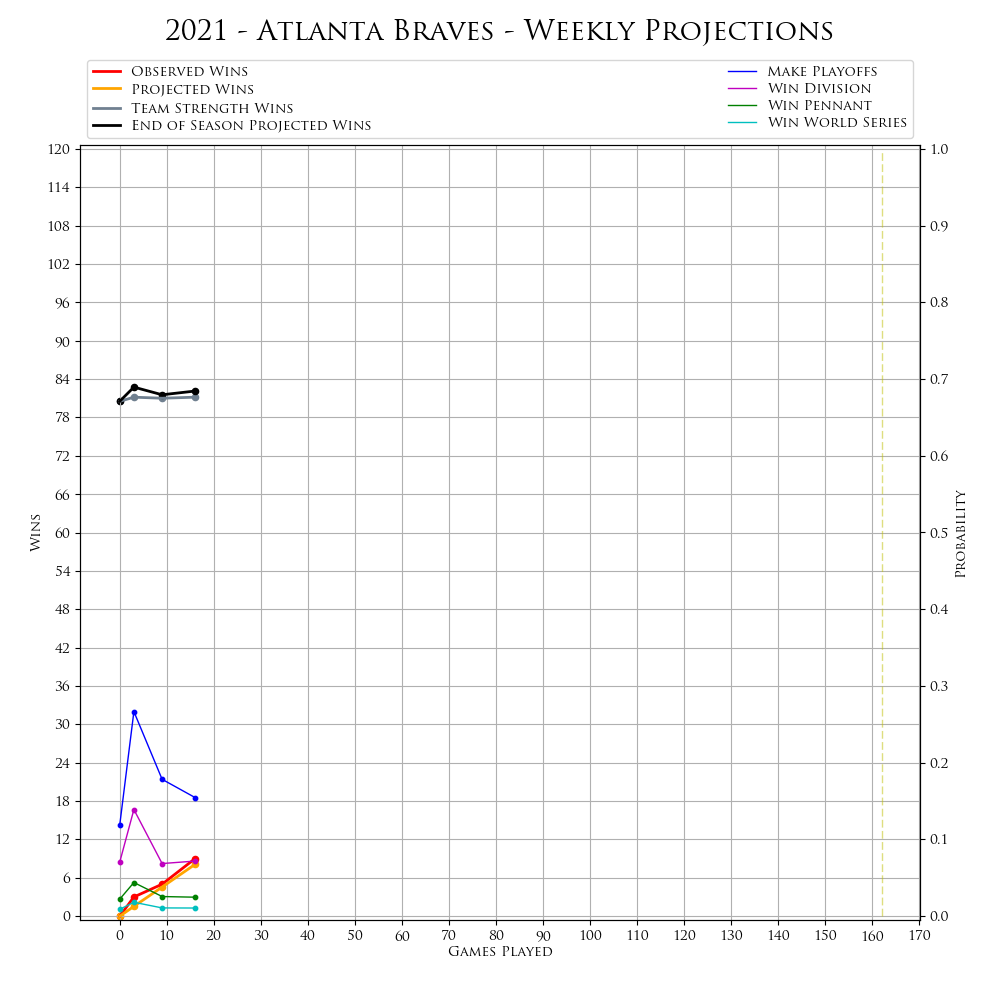 2021 - Atlanta Braves - Weekly Projections
Observed Wins
Projected Wins
Team Strength Wins
End of Season Projected Wins
Make Playoffs
Win Division
Win Pennant
Win World Series
120
114
108
102
96
90
84
78
72
66
60
54
48
42
36
30
24
18
12
6
0
Wins
1.0
0.9
0.8
0.7
0.6
0.5
0.4
0.3
0.2
0.1
0.0
Probability
0 10 20 30 40 50 60 70 80 90 100 110 120 130 140 150 160 170
Games Played